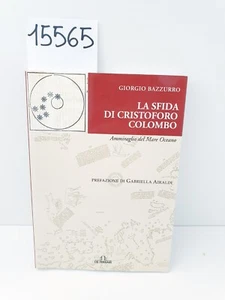 15565
GIORGIO BAZZURRO
LA SFIDA
DI CRISTOFORO
COLOMBO
Ammiraglio del Mare Oceano
PREFAZIONE DI GABRIELLA AIRALDI